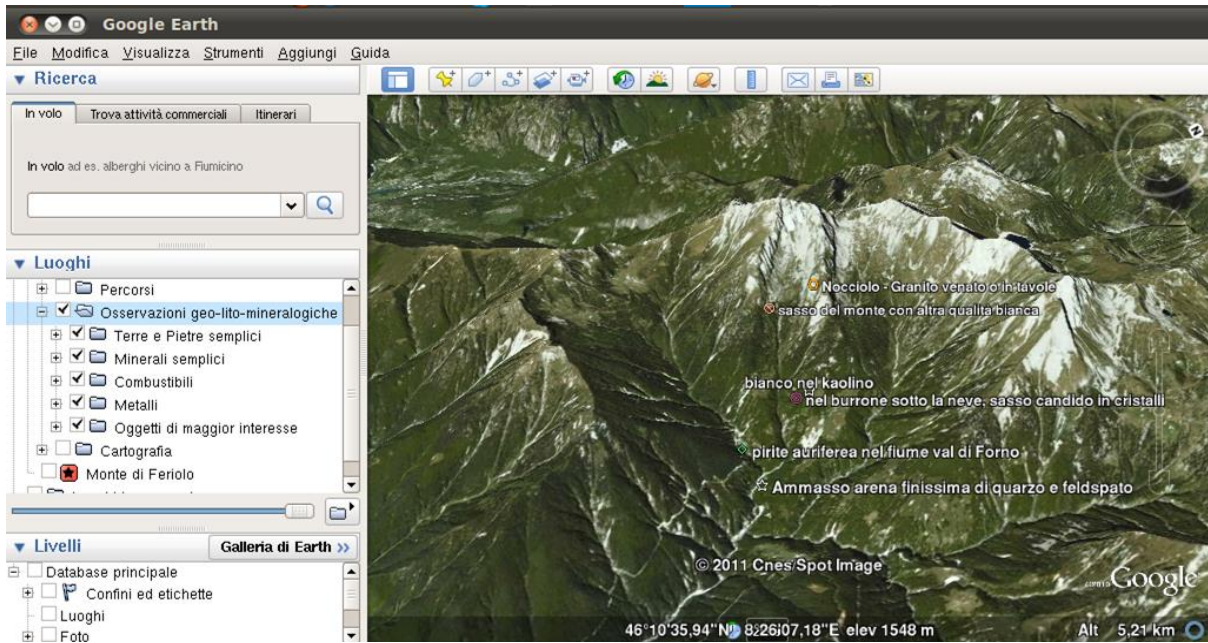 Google Earth
File Modifica Visualizza Strumenti Aggiungi Guida
Ricerca
In volo Trova attività commerciali Itinerari
In volo ad es. alberghi vicino a Fiumicino
Luoghi
Percorsi
Osservazioni geo-lito-mineralogiche
Terre e Pietre semplici
Minerali semplici
Combustibili
Metalli
Oggetti di maggior interesse
Cartografia
Monte di Feriolo
Livelli
Galleria di Earth >>
Database principale
Confini ed etichette
Luoghi
Foto
N
Nocciolo - Granito venato o in tavole
sasso del monte con altra qualita bianca
bianco nel kaolino
nel burrone sotto la neve, sasso candido in cristalli
pirite aurifera nel fiume val di Forno
Ammasso arena finissima di quarzo e feldspato
© 2011 Cnes/Spot Image
Google
46°10'35,94"N 8°26'07,18"E elev 1548 m
Alt 5,21 km